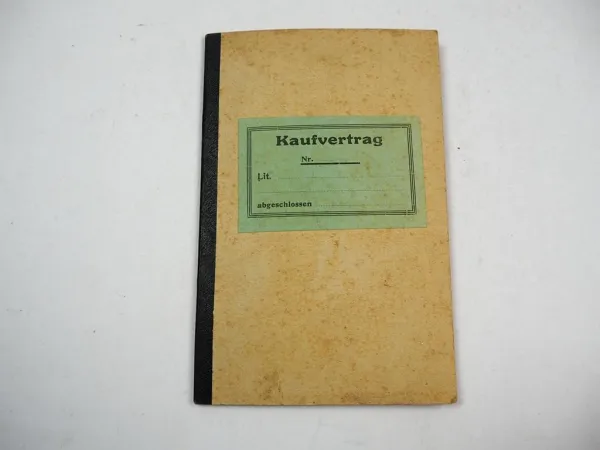 Kaufvertrag
Nr.
Lit.
abgeschlossen